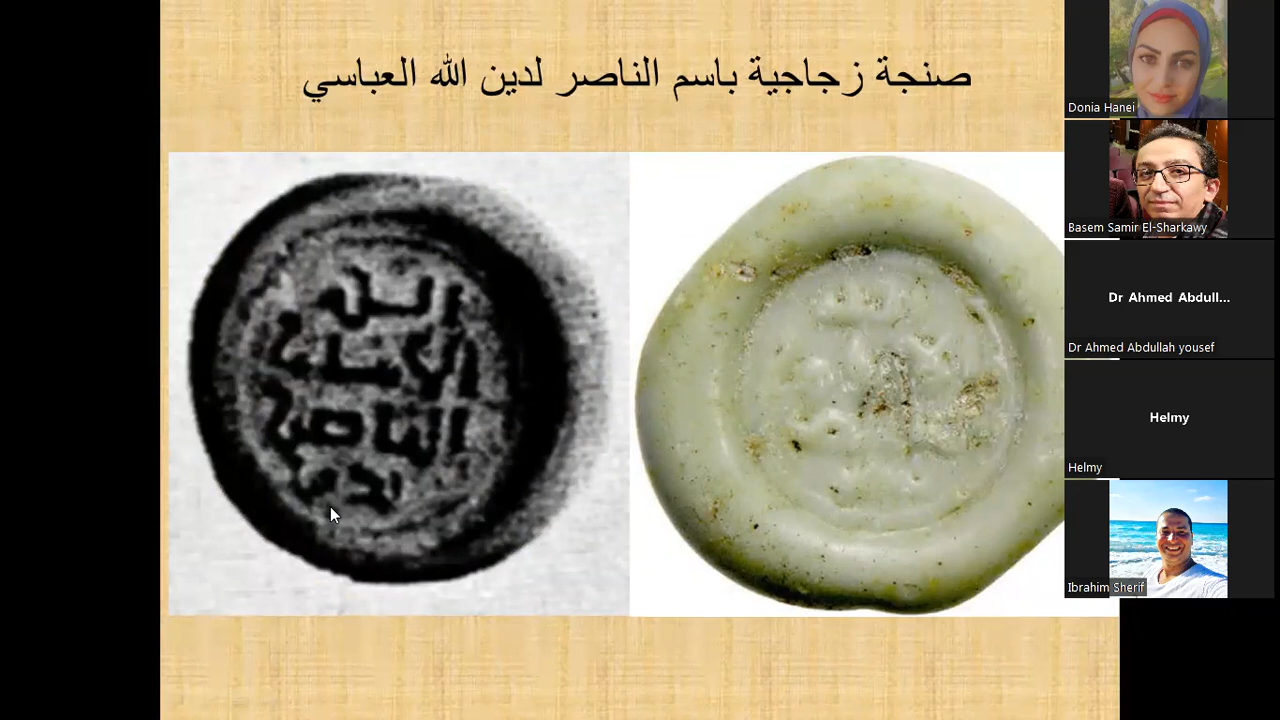 صنجة زجاجية باسم الناصر لدين الله العباسي
الناصر
Donia Hanei
Basem Samir El-Sharkawy
Dr Ahmed Abdull...
Dr Ahmed Abdullah yousef
Helmy
Helmy
Ibrahim Sherif